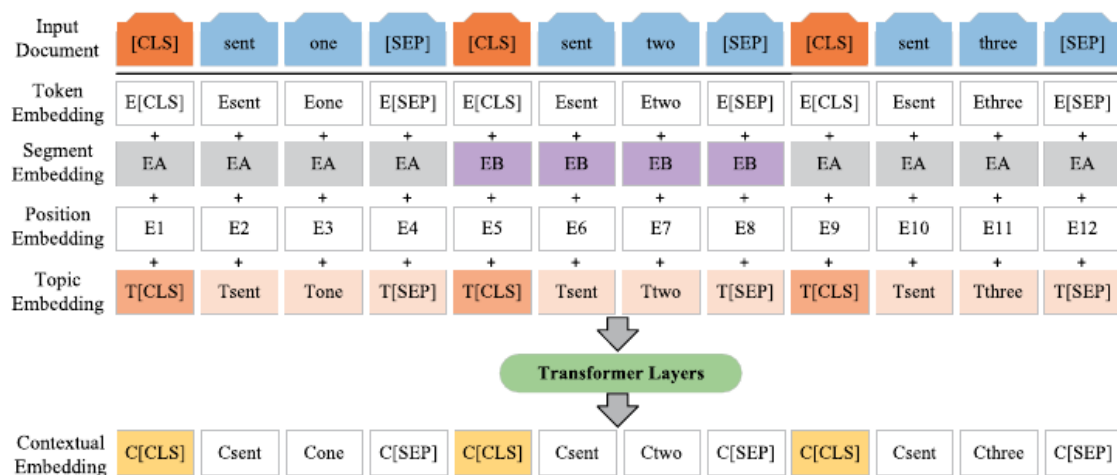 Input Document [CLS] sent one [SEP] [CLS] sent two [SEP] [CLS] sent three [SEP]
Token Embedding E[CLS] Esent Eone E[SEP] E[CLS] Esent Etwo E[SEP] E[CLS] Esent Ethree E[SEP]
+ + + + + + + + + + + +
Segment Embedding EA EA EA EA EB EB EB EB EA EA EA EA
+ + + + + + + + + + + +
Position Embedding E1 E2 E3 E4 E5 E6 E7 E8 E9 E10 E11 E12
+ + + + + + + + + + + +
Topic Embedding T[CLS] Tsent Tone T[SEP] T[CLS] Tsent Ttwo T[SEP] T[CLS] Tsent Tthree T[SEP]
Transformer Layers
Contextual Embedding C[CLS] Csent Cone C[SEP] C[CLS] Csent Ctwo C[SEP] C[CLS] Csent Cthree C[SEP]